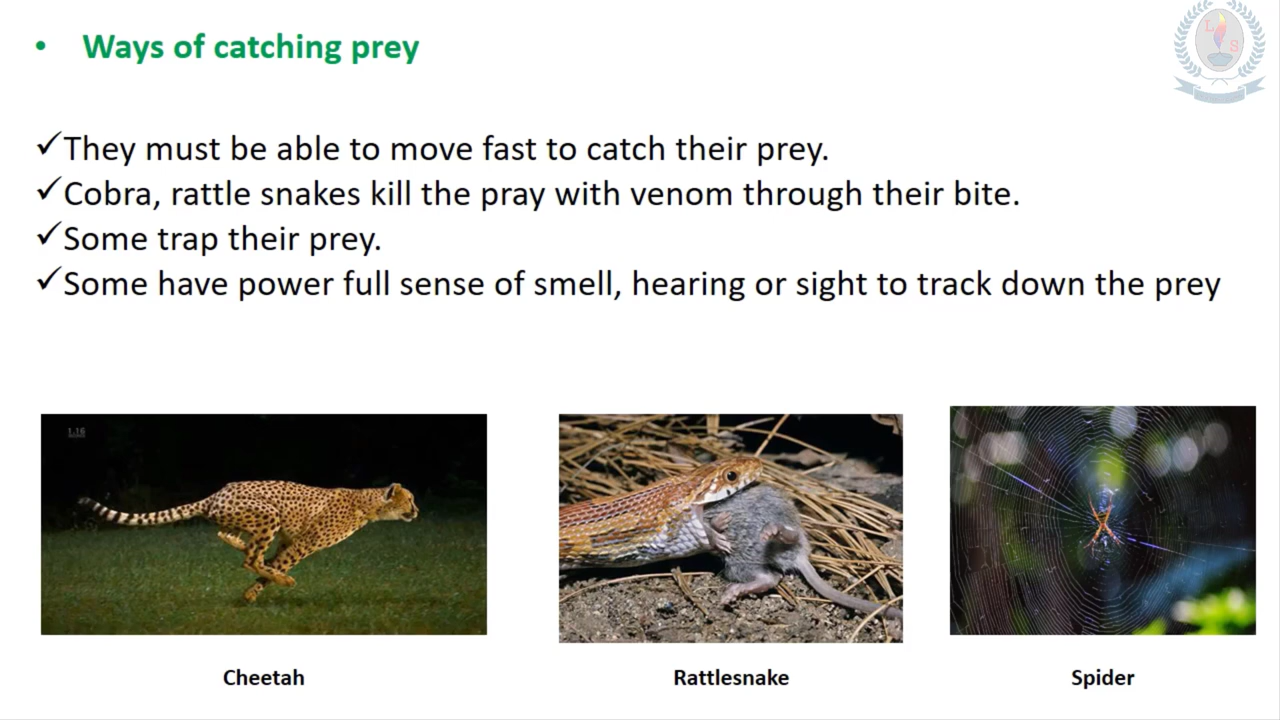 • Ways of catching prey
L
S
✓They must be able to move fast to catch their prey.
✓Cobra, rattle snakes kill the pray with venom through their bite.
✓Some trap their prey.
✓Some have power full sense of smell, hearing or sight to track down the prey
1.16
Cheetah
Rattlesnake
Spider